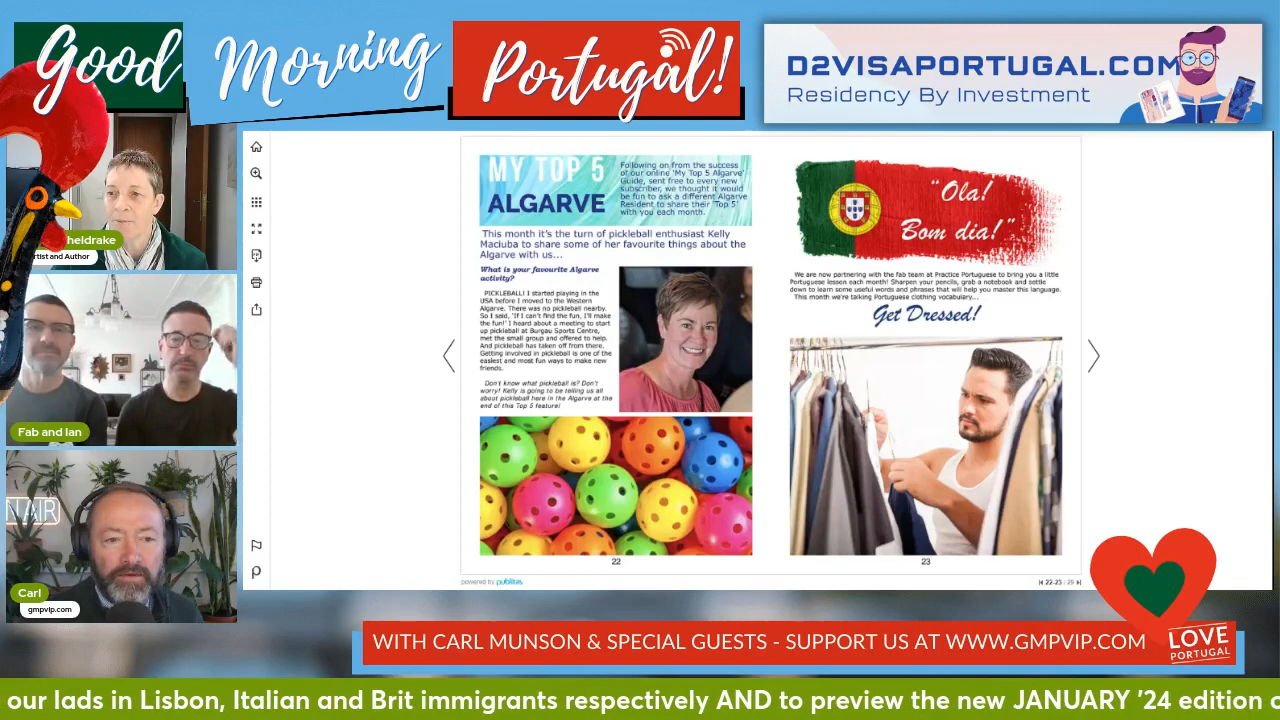 Good Morning Portugal!
D2VISAPORTUGAL.COM
Residency By Investment
heldrake
rtist and Author
Fab and Ian
N AIR
Carl
gmpvip.com
MY TOP 5
ALGARVE
Following on from the success
of our online 'My Top 5 Algarve'
Guide, sent free to every new
subscriber, we thought it would
be fun to ask a different Algarve
Resident to share their 'Top 5'
with you each month.
This month it's the turn of pickleball enthusiast Kelly
Maciuba to share some of her favourite things about the
Algarve with us...
What is your favourite Algarve
activity?
PICKLEBALL! I started playing in the
USA before I moved to the Western
Algarve. There was no pickleball nearby.
So I said, 'If I can't find the fun, I'll make
the fun!' I heard about a meeting to start
up pickleball at Burgau Sports Centre,
met the small group and offered to help.
And pickleball has taken off from there.
Getting involved in pickleball is one of the
easiest and most fun ways to make new
friends.
Don't know what pickleball is? Don't
worry! Kelly is going to be telling us all
about pickleball here in the Algarve at the
end of this Top 5 feature!
22
"Ola!
Bom dia!"
We are now partnering with the fab team at Practice Portuguese to bring you a little
Portuguese lesson each month! Sharpen your pencils, grab a notebook and settle
down to learn some useful words and phrases that will help you master this language.
This month we're talking Portuguese clothing vocabulary...
Get Dressed!
23
powered by publitas
22-23 | 29
WITH CARL MUNSON & SPECIAL GUESTS - SUPPORT US AT WWW.GMPVIP.COM
LOVE
PORTUGAL
our lads in Lisbon, Italian and Brit immigrants respectively AND to preview the new JANUARY '24 edition